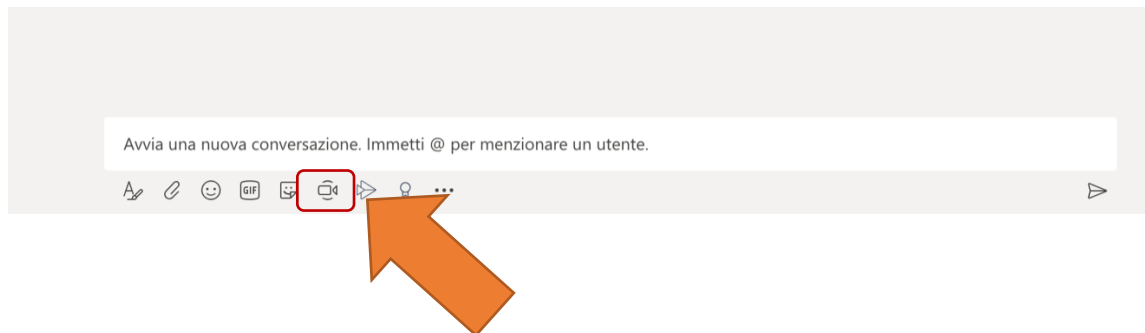 Avvia una nuova conversazione. Immetti @ per menzionare un utente.
GIF